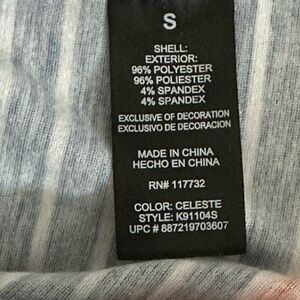 S
SHELL:
EXTERIOR:
96% POLYESTER
96% POLIESTER
4% SPANDEX
4% SPANDEX
EXCLUSIVE OF DECORATION
EXCLUSIVO DE DECORACION
MADE IN CHINA
HECHO EN CHINA
RN# 117732
COLOR: CELESTE
STYLE: K91104S
UPC # 887219703607